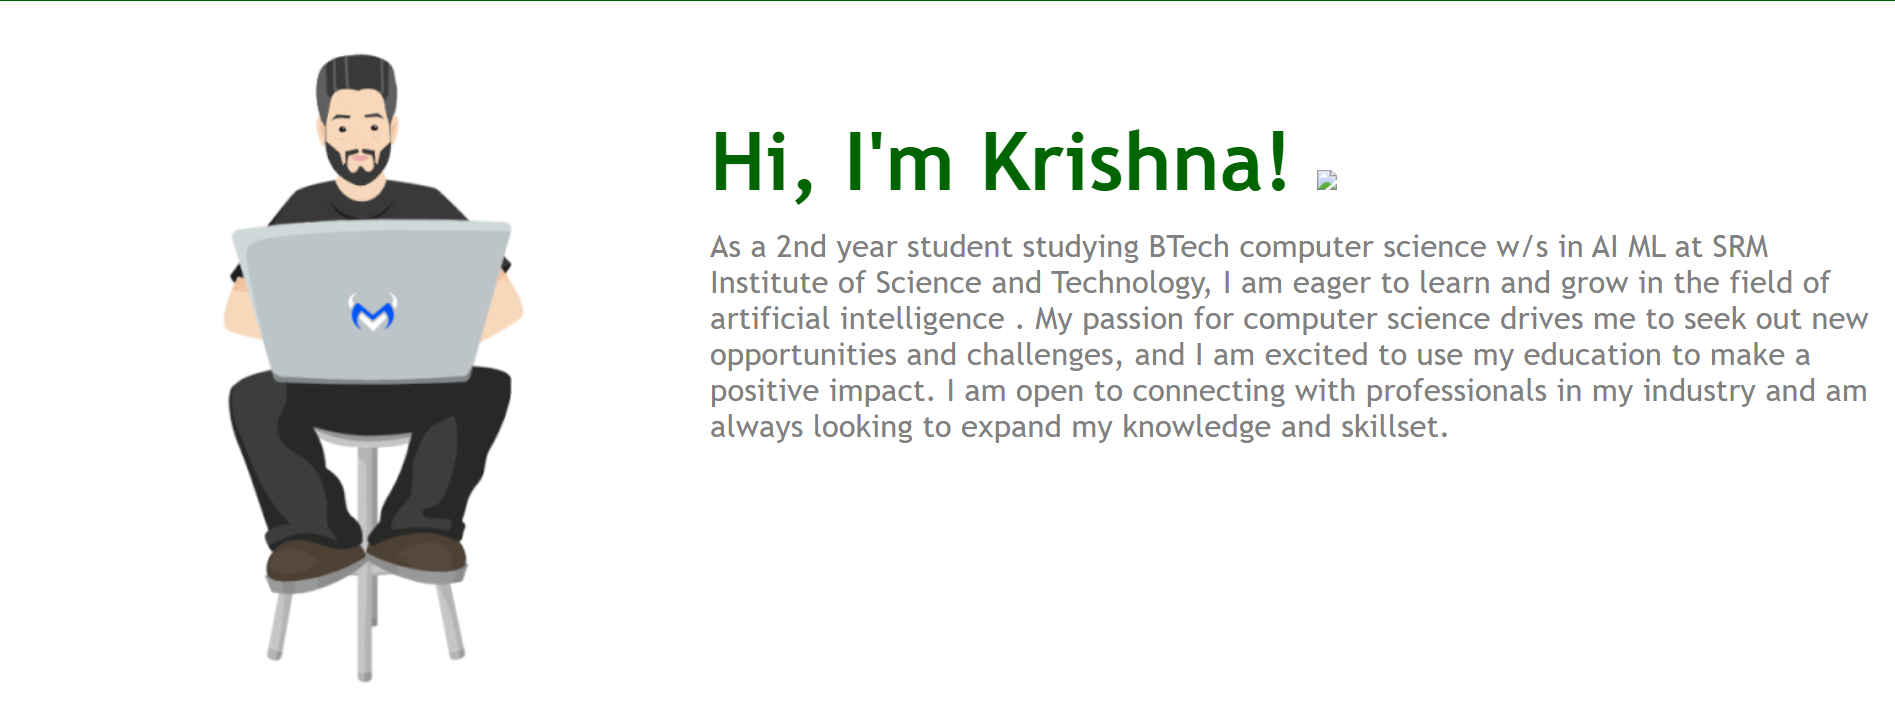 Hi, I'm Krishna!
As a 2nd year student studying BTech computer science w/s in AI ML at SRM
Institute of Science and Technology, I am eager to learn and grow in the field of
artificial intelligence . My passion for computer science drives me to seek out new
opportunities and challenges, and I am excited to use my education to make a
positive impact. I am open to connecting with professionals in my industry and am
always looking to expand my knowledge and skillset.